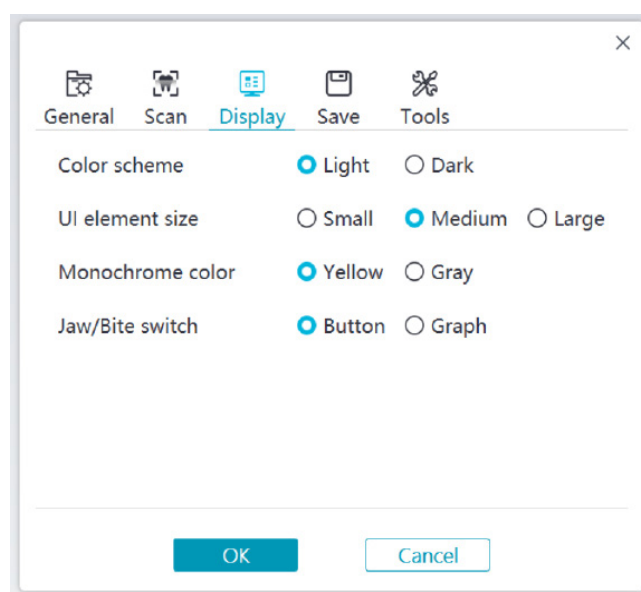 General Scan Display Save Tools
Color scheme Light Dark
UI element size Small Medium Large
Monochrome color Yellow Gray
Jaw/Bite switch Button Graph
OK Cancel